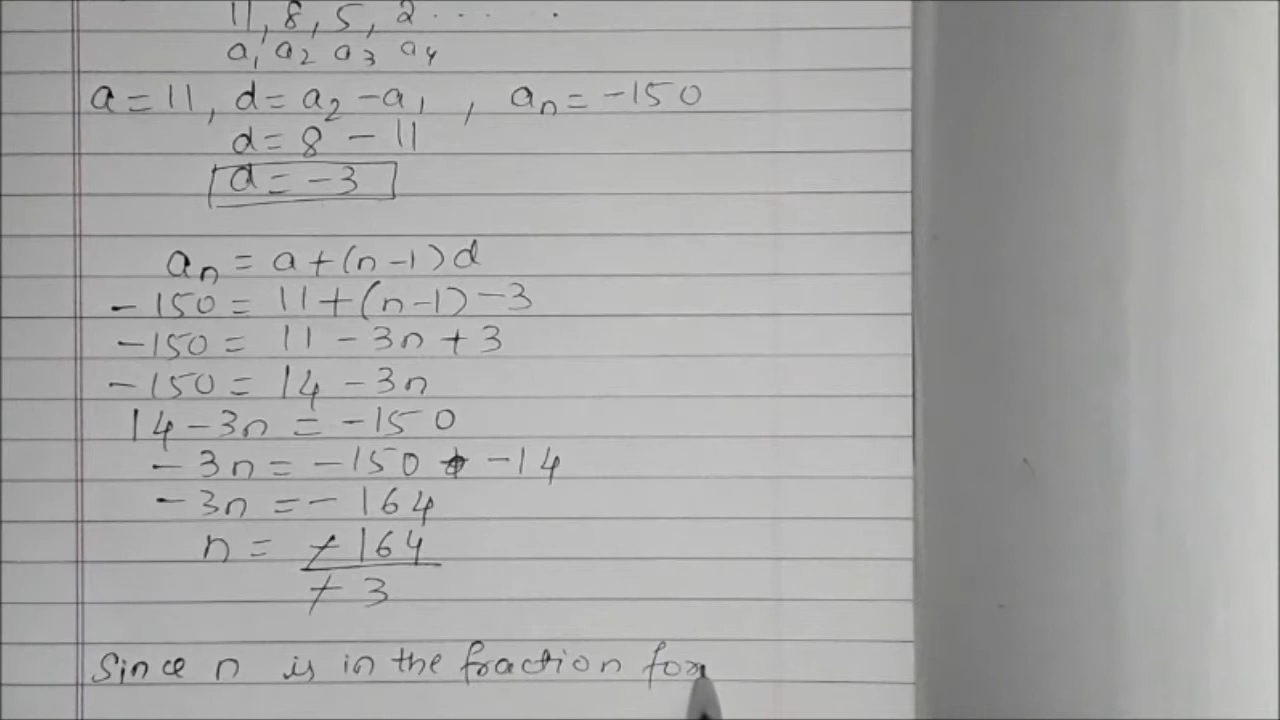 11, 8, 5, 2 .... .
a1 a2 a3 a4
a = 11, d = a2 - a1 , an = -150
d = 8 - 11
d = -3
an = a + (n-1) d
-150 = 11 + (n-1) -3
-150 = 11 - 3n + 3
-150 = 14 - 3n
14 - 3n = -150
-3n = -150 -14
-3n = -164
n = -164
-3
Since n is in the fraction for